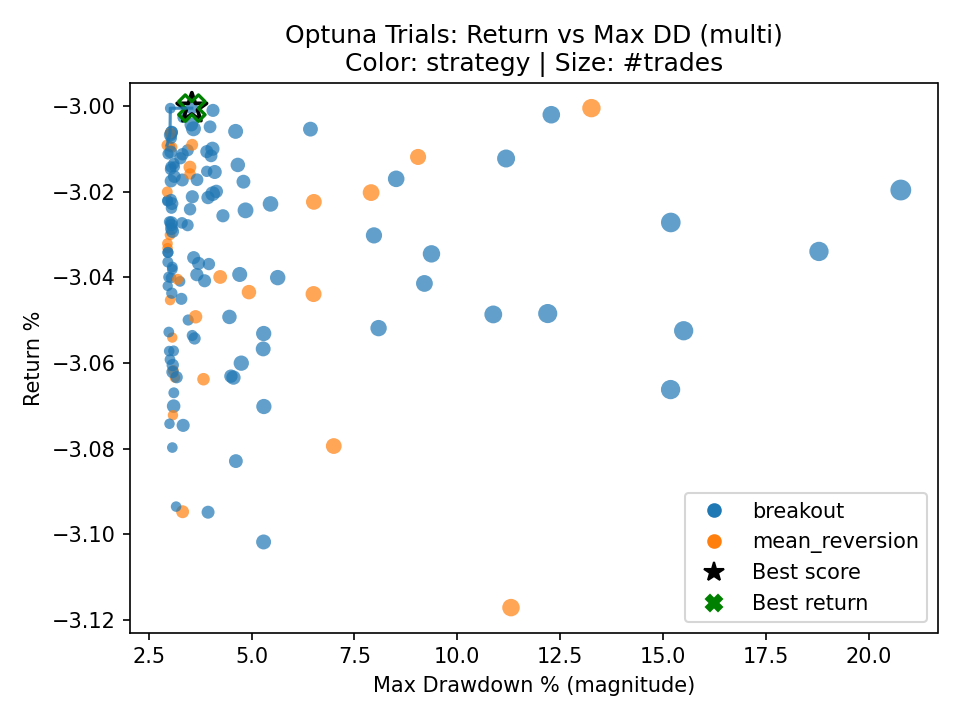 Optuna Trials: Return vs Max DD (multi)
Color: strategy | Size: #trades
−3.00
−3.02
−3.04
−3.06
−3.08
−3.10
−3.12
Return %
breakout
mean_reversion
Best score
Best return
2.5 5.0 7.5 10.0 12.5 15.0 17.5 20.0
Max Drawdown % (magnitude)